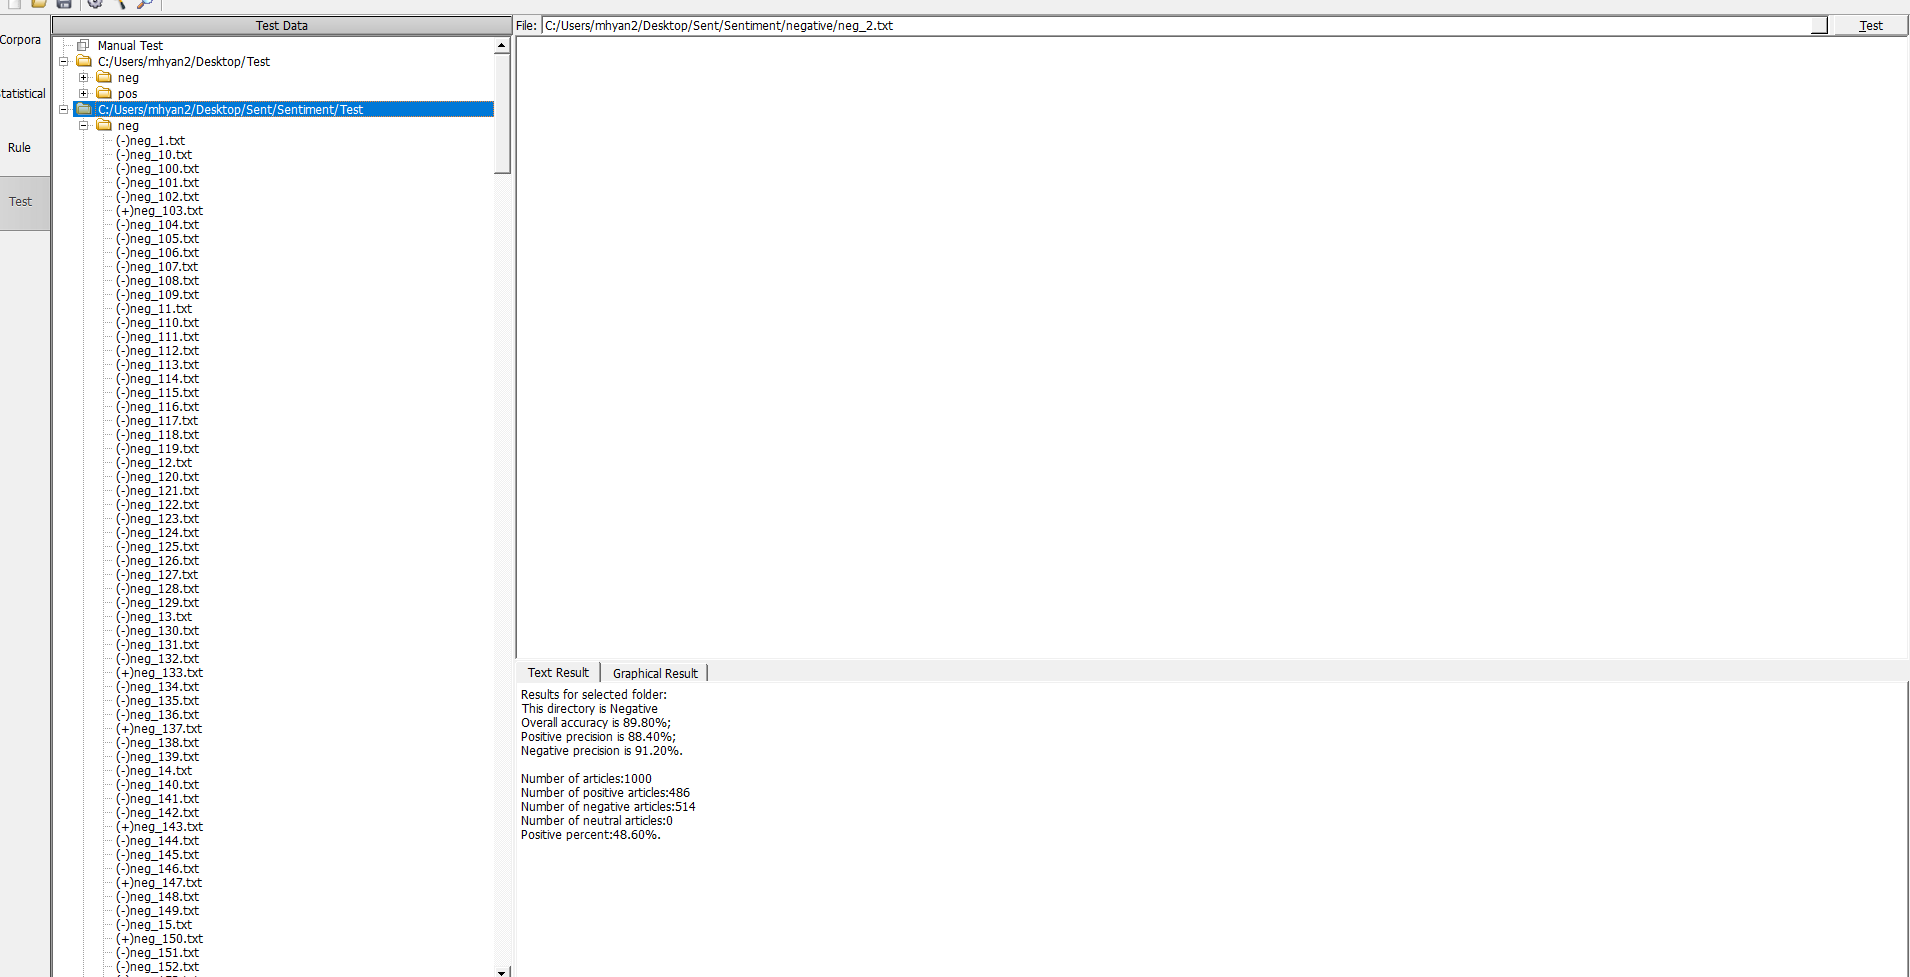 Test Data
File: C:/Users/mhyan2/Desktop/Sent/Sentiment/negative/neg_2.txt
Test
Corpora
tatistical
Rule
Test
Manual Test
C:/Users/mhyan2/Desktop/Test
neg
pos
C:/Users/mhyan2/Desktop/Sent/Sentiment/Test
neg
(-)neg_1.txt
(-)neg_10.txt
(-)neg_100.txt
(-)neg_101.txt
(-)neg_102.txt
(+)neg_103.txt
(-)neg_104.txt
(-)neg_105.txt
(-)neg_106.txt
(-)neg_107.txt
(-)neg_108.txt
(-)neg_109.txt
(-)neg_11.txt
(-)neg_110.txt
(-)neg_111.txt
(-)neg_112.txt
(-)neg_113.txt
(-)neg_114.txt
(-)neg_115.txt
(-)neg_116.txt
(-)neg_117.txt
(-)neg_118.txt
(-)neg_119.txt
(-)neg_12.txt
(-)neg_120.txt
(-)neg_121.txt
(-)neg_122.txt
(-)neg_123.txt
(-)neg_124.txt
(-)neg_125.txt
(-)neg_126.txt
(-)neg_127.txt
(-)neg_128.txt
(-)neg_129.txt
(-)neg_13.txt
(-)neg_130.txt
(-)neg_131.txt
(-)neg_132.txt
(+)neg_133.txt
(-)neg_134.txt
(-)neg_135.txt
(-)neg_136.txt
(+)neg_137.txt
(-)neg_138.txt
(-)neg_139.txt
(-)neg_14.txt
(-)neg_140.txt
(-)neg_141.txt
(-)neg_142.txt
(+)neg_143.txt
(-)neg_144.txt
(-)neg_145.txt
(-)neg_146.txt
(+)neg_147.txt
(-)neg_148.txt
(-)neg_149.txt
(-)neg_15.txt
(+)neg_150.txt
(-)neg_151.txt
(-)neg_152.txt
Text Result
Graphical Result
Results for selected folder:
This directory is Negative
Overall accuracy is 89.80%;
Positive precision is 88.40%;
Negative precision is 91.20%.
Number of articles:1000
Number of positive articles:486
Number of negative articles:514
Number of neutral articles:0
Positive percent:48.60%.